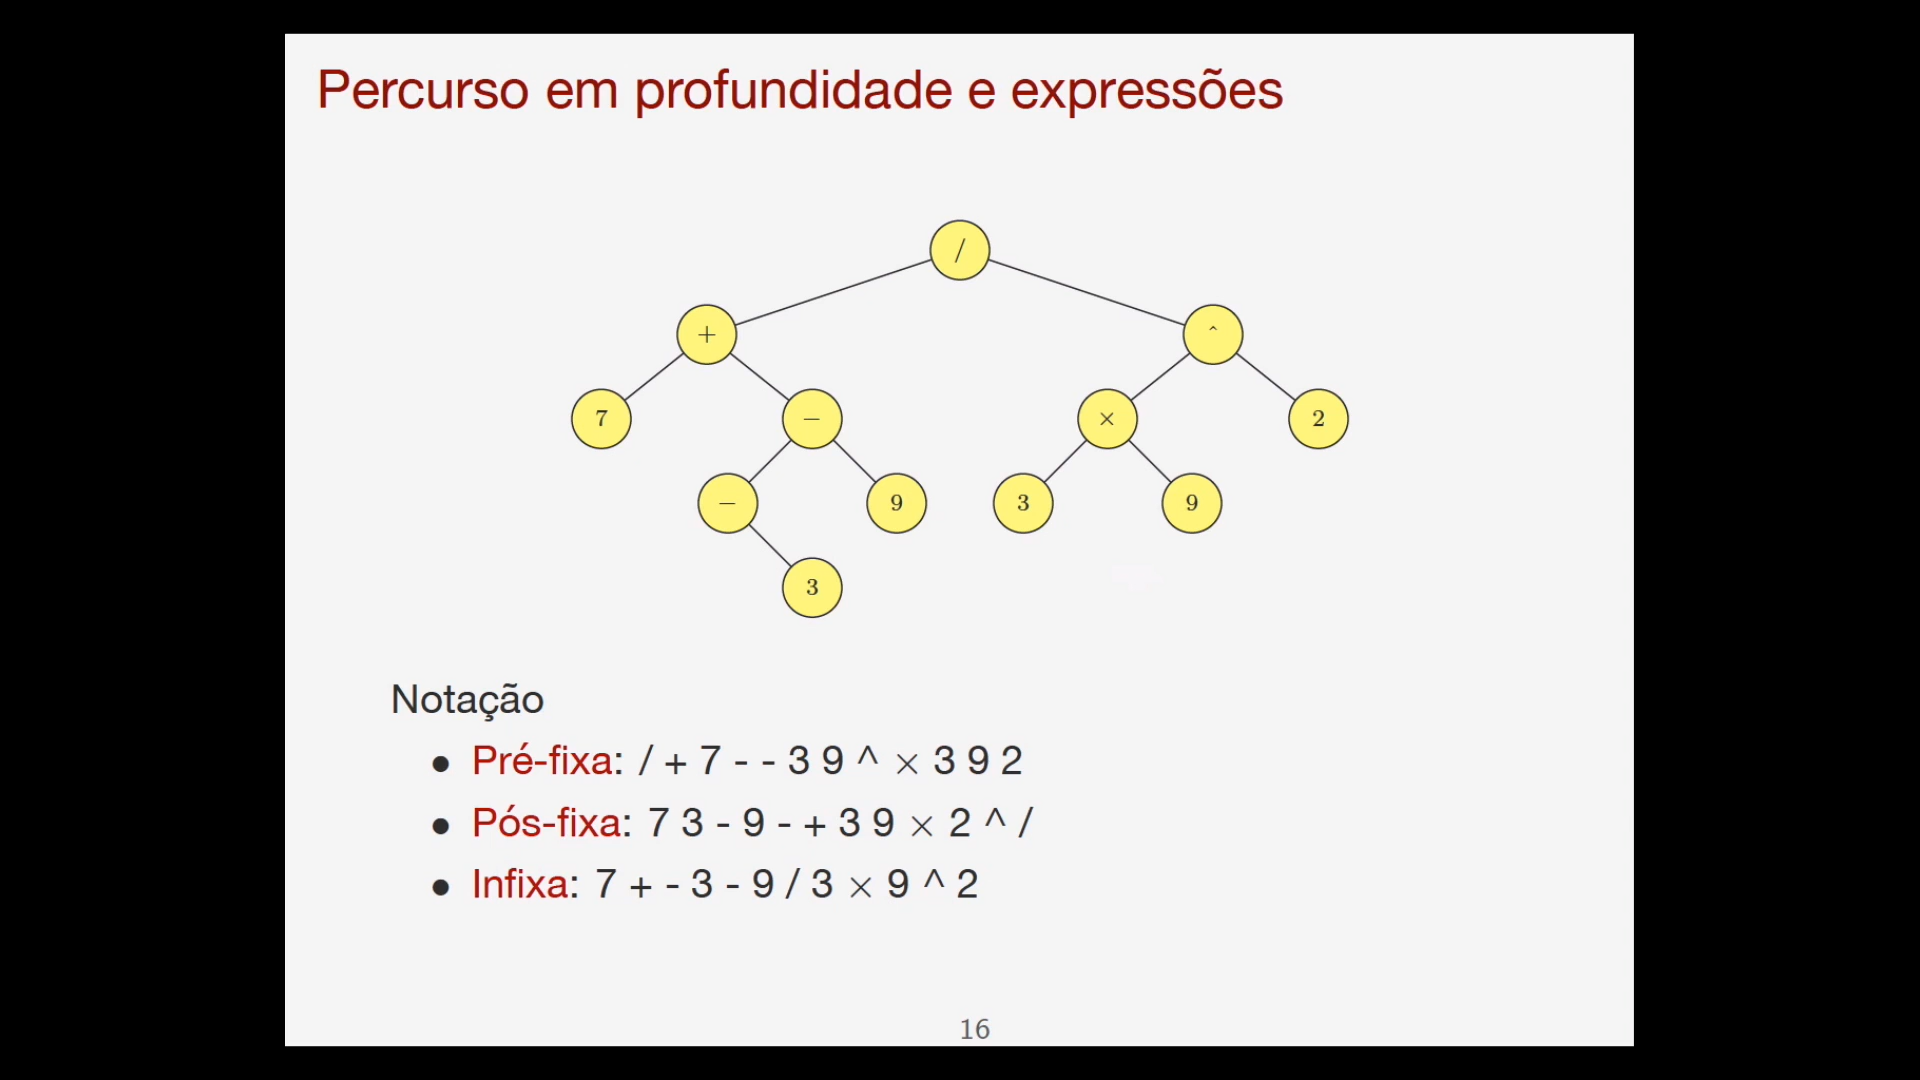 Percurso em profundidade e expressões
/
+ ^
7 − × 2
− 9 3 9
3
Notação
• Pré-fixa: / + 7 - - 3 9 ^ × 3 9 2
• Pós-fixa: 7 3 - 9 - + 3 9 × 2 ^ /
• Infixa: 7 + - 3 - 9 / 3 × 9 ^ 2
16